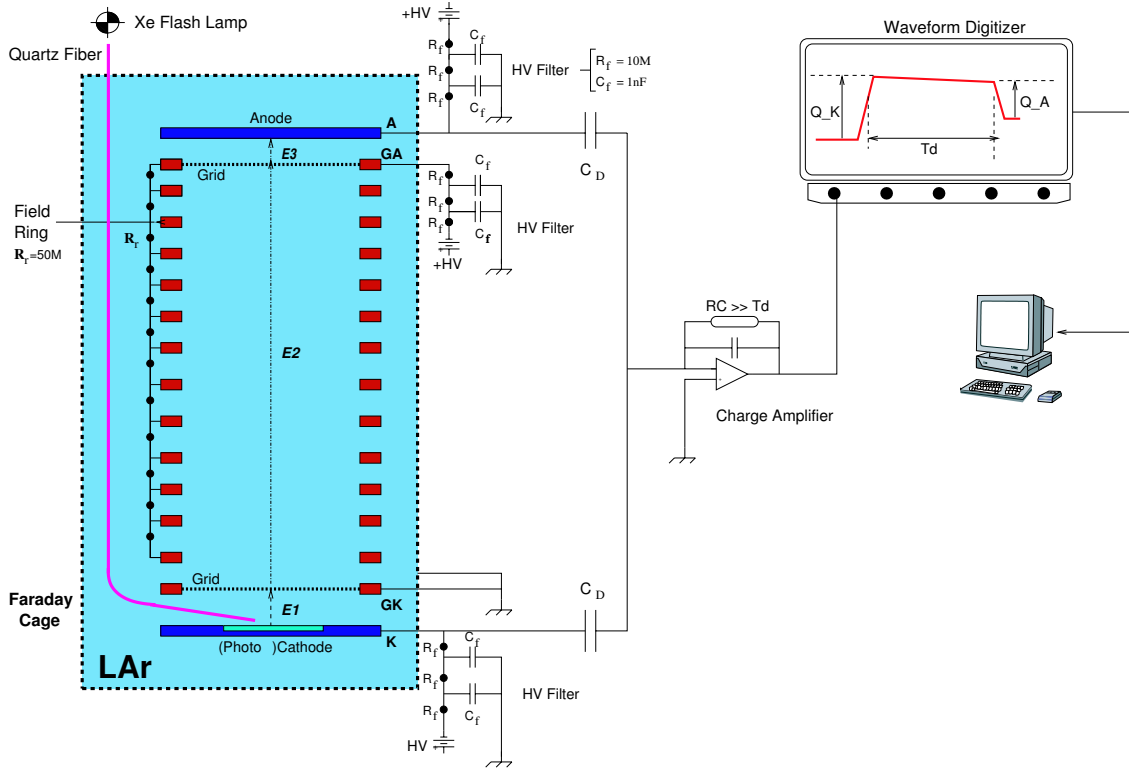 Xe Flash Lamp
Quartz Fiber
+HV
R_f
C_f
R_f
C_f
R_f
HV Filter
R_f = 10M
C_f = 1nF
Waveform Digitizer
Q_K
Q_A
Td
Anode
A
C_D
E3
GA
Grid
R_f
C_f
R_f
C_f
R_f
HV Filter
+HV
Field
Ring
R_r=50M
R_r
E2
RC >> Td
Charge Amplifier
Grid
GK
E1
Faraday
Cage
C_D
K
(Photo )Cathode
LAr
R_f
C_f
R_f
C_f
R_f
HV Filter
HV